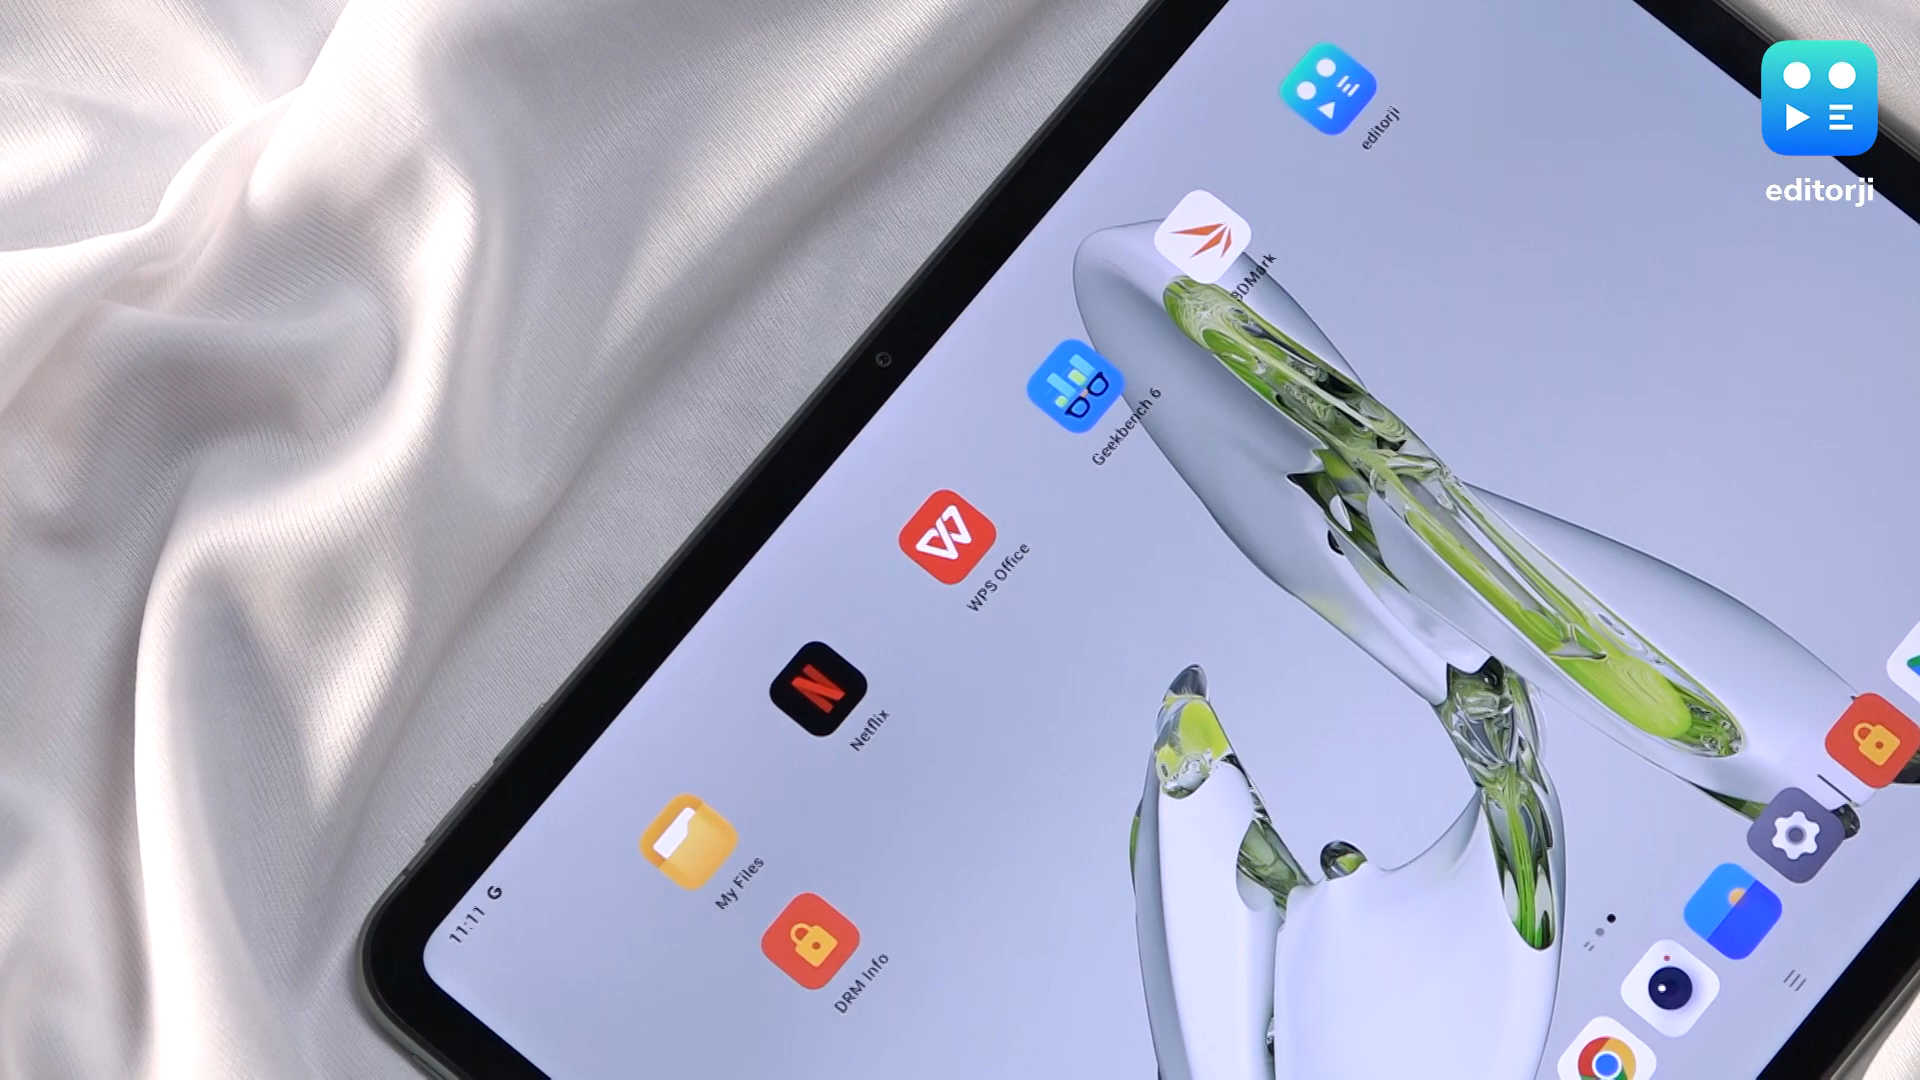 editorji
editorji
3DMark
Geekbench 6
WPS Office
Netflix
My Files
DRM Info
11:11 G